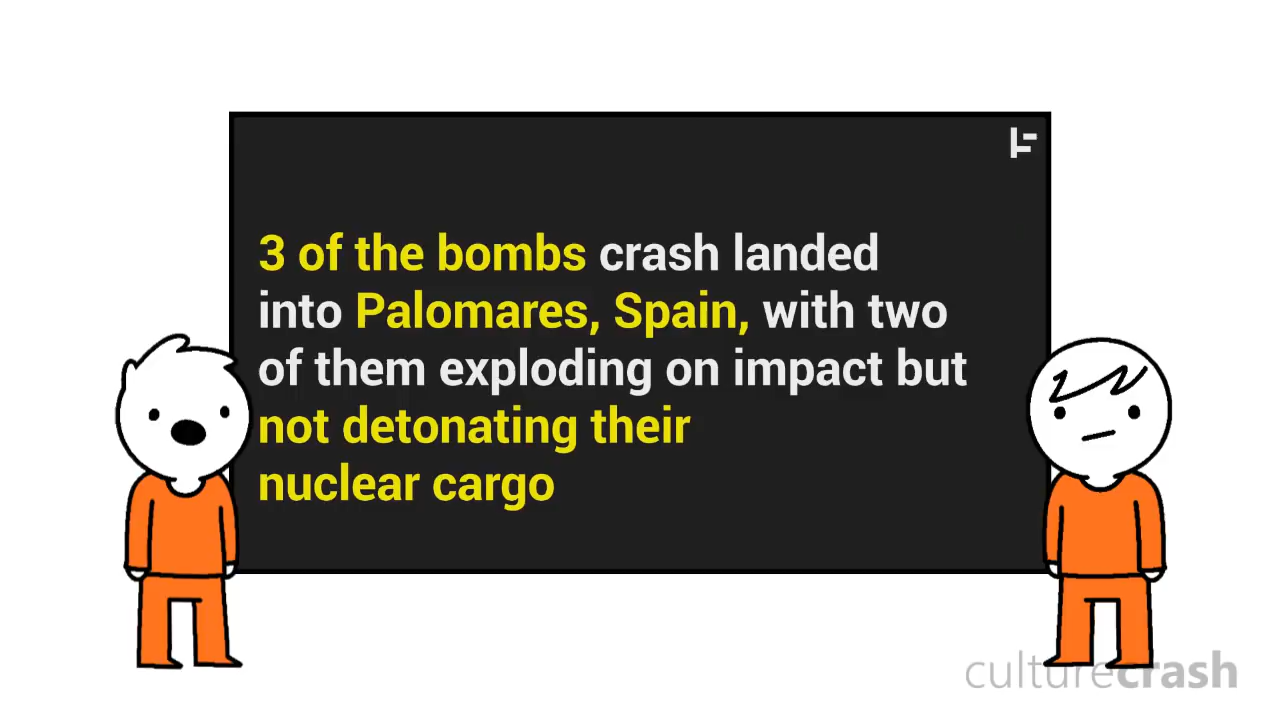 3 of the bombs crash landed
into Palomares, Spain, with two
of them exploding on impact but
not detonating their
nuclear cargo
culturecrash